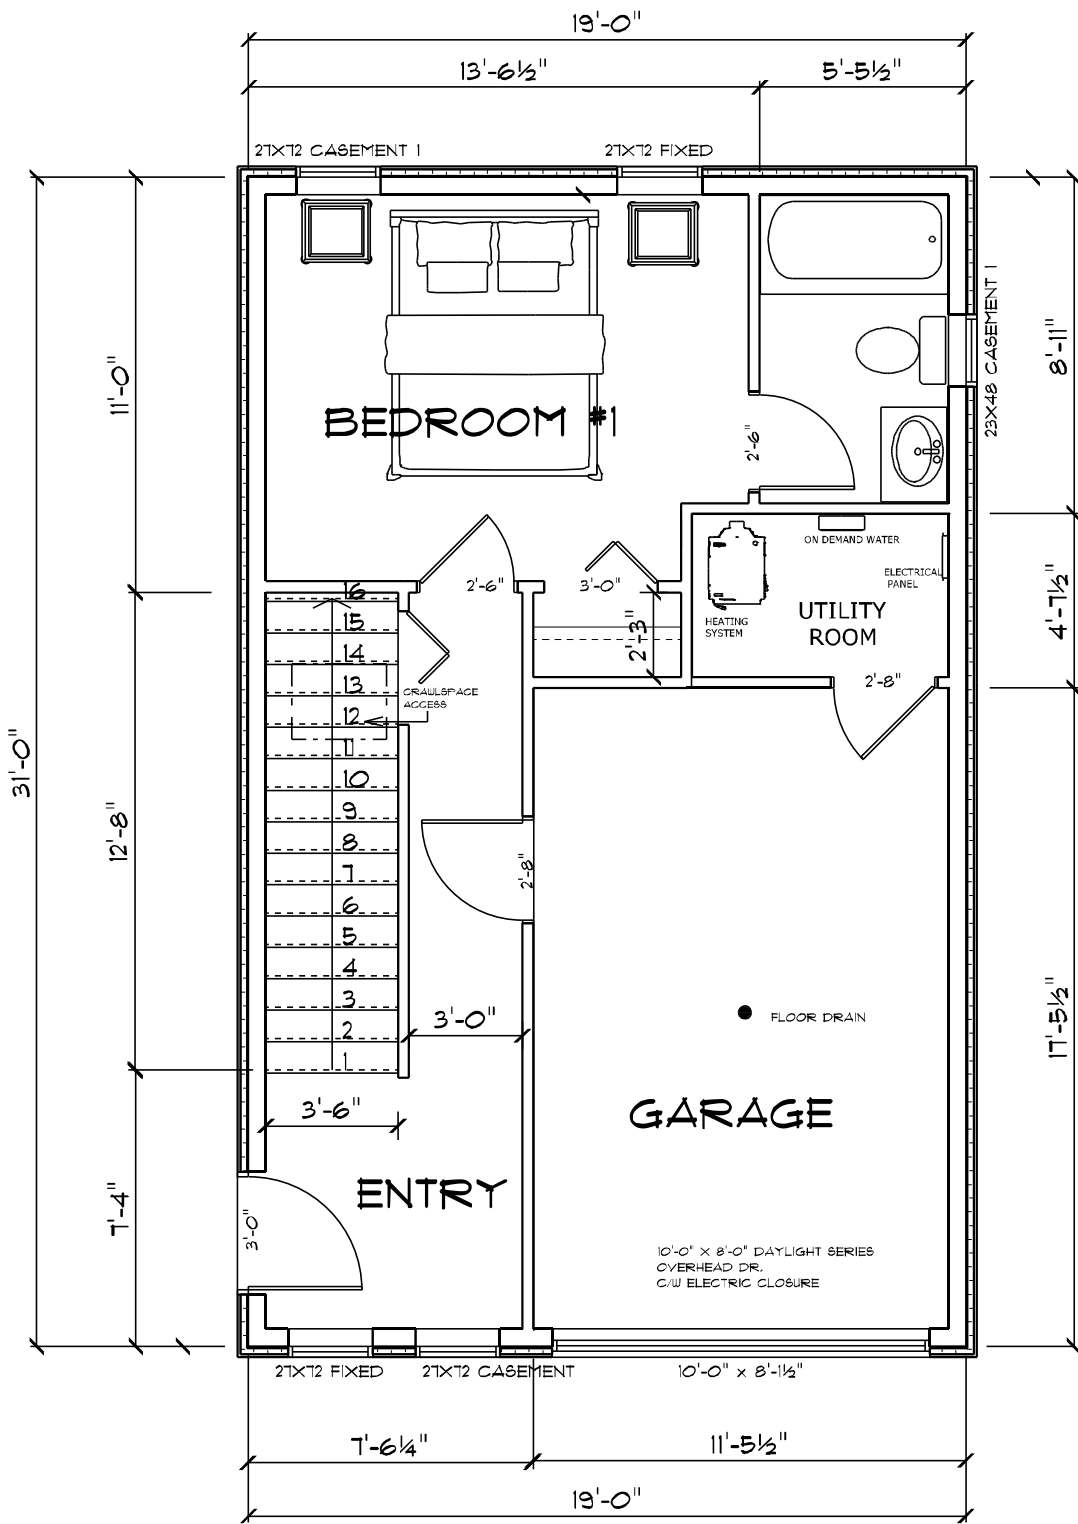 19'-0"
13'-6½"
5'-5½"
27X72 CASEMENT 1
27X72 FIXED
23X48 CASEMENT 1
8'-11"
11'-0"
BEDROOM #1
2'-6"
ON DEMAND WATER
ELECTRICAL
PANEL
2'-6"
3'-0"
HEATING
SYSTEM
UTILITY
ROOM
4'-7½"
2'-3"
2'-8"
16
15
14
13
12
11
10
9
8
7
6
5
4
3
2
1
CRAWLSPACE
ACCESS
31'-0"
12'-8"
2'-8"
3'-0"
FLOOR DRAIN
17'-5½"
3'-6"
GARAGE
ENTRY
7'-4"
3'-0"
10'-0" X 8'-0" DAYLIGHT SERIES
OVERHEAD DR.
C/W ELECTRIC CLOSURE
27X72 FIXED
27X72 CASEMENT
10'-0" x 8'-1½"
7'-6¼"
11'-5½"
19'-0"